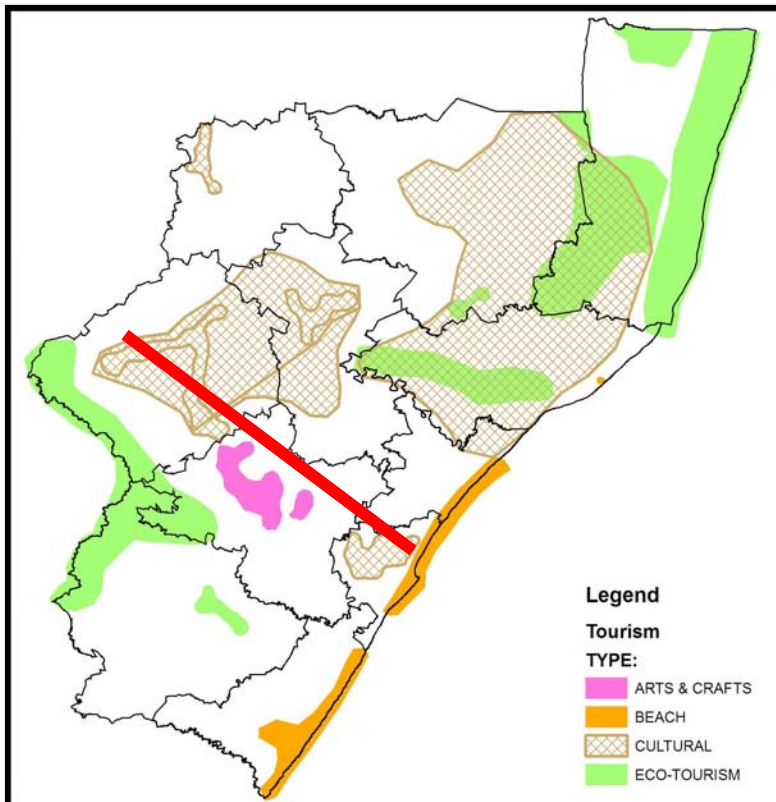 Legend
Tourism
TYPE:
ARTS & CRAFTS
BEACH
CULTURAL
ECO-TOURISM